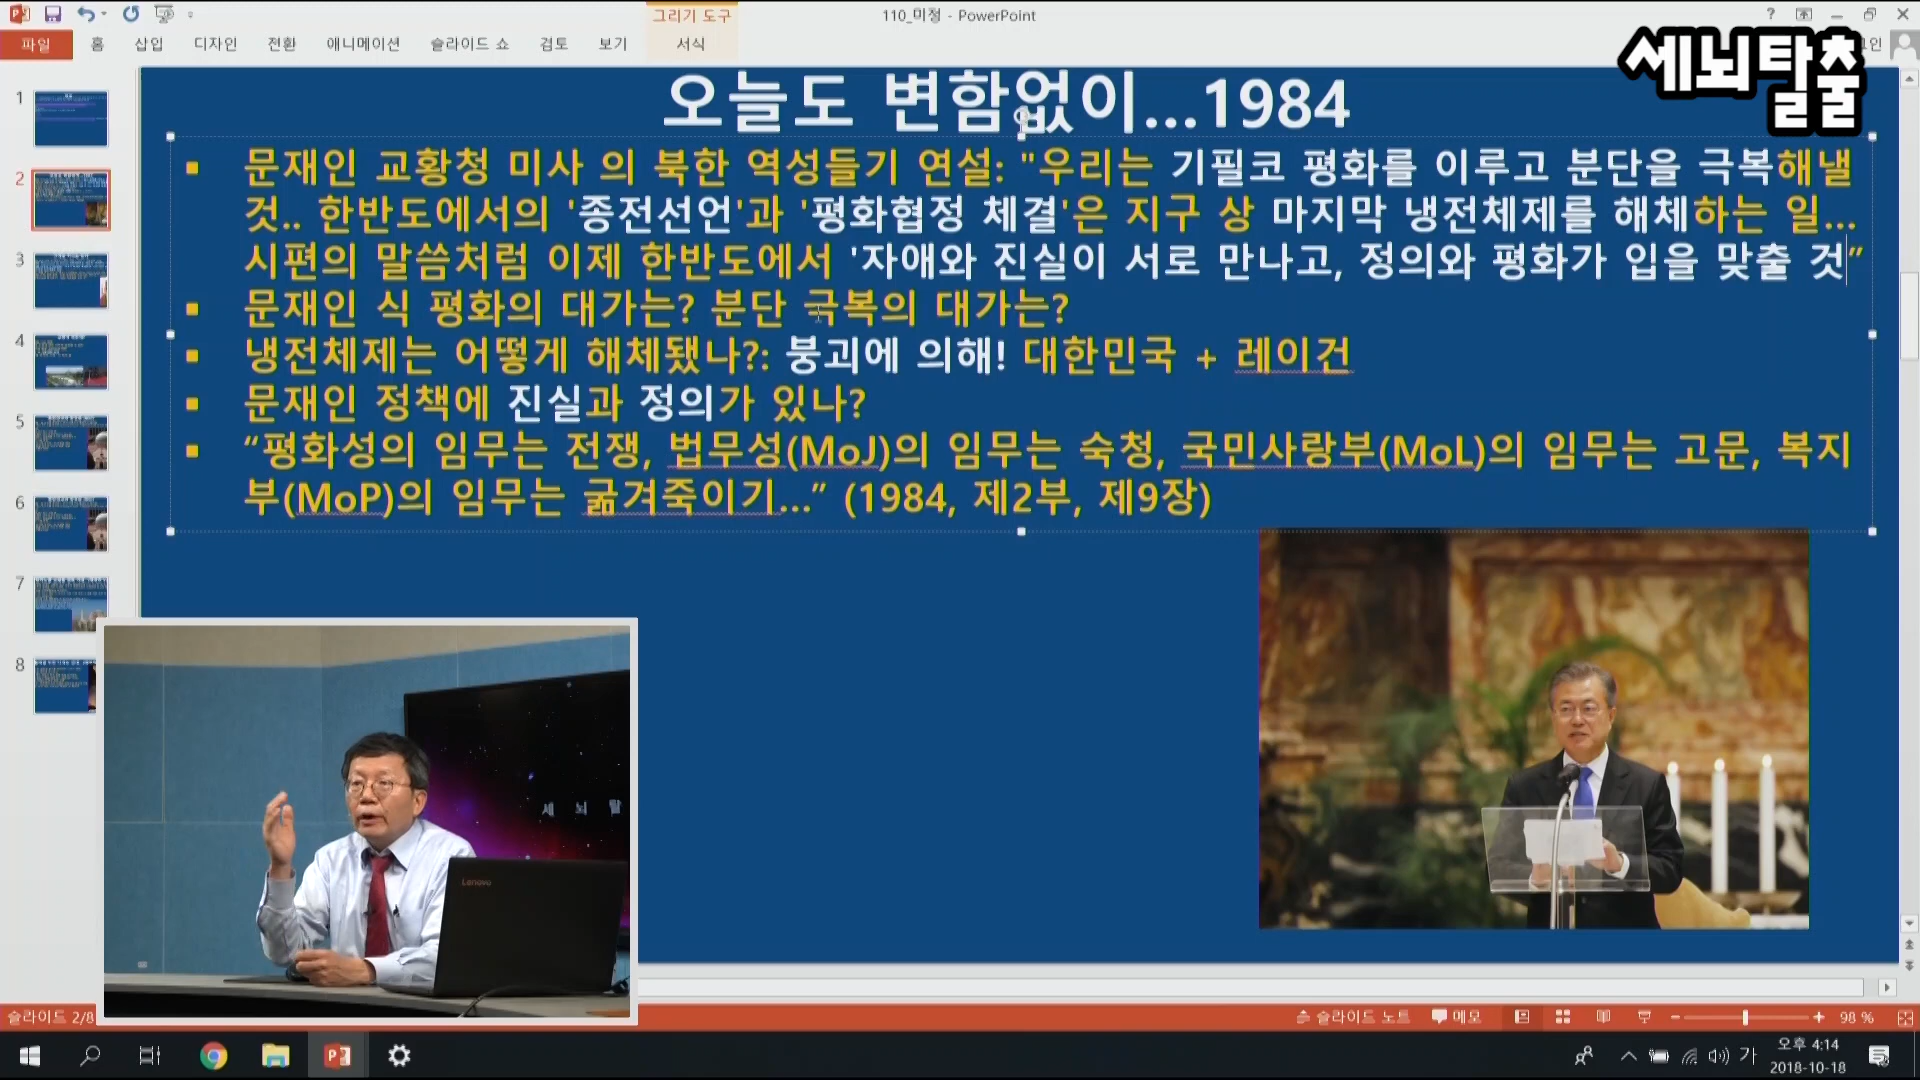 그리기 도구
110_미정 - PowerPoint
파일 홈 삽입 디자인 전환 애니메이션 슬라이드 쇼 검토 보기 서식
세뇌탈출
1
2
3
4
5
6
7
8
오늘도 변함없이...1984
▪ 문재인 교황청 미사 의 북한 역성들기 연설: "우리는 기필코 평화를 이루고 분단을 극복해낼
것.. 한반도에서의 '종전선언'과 '평화협정 체결'은 지구 상 마지막 냉전체제를 해체하는 일...
시편의 말씀처럼 이제 한반도에서 '자애와 진실이 서로 만나고, 정의와 평화가 입을 맞출 것”
▪ 문재인 식 평화의 대가는? 분단 극복의 대가는?
▪ 냉전체제는 어떻게 해체됐나?: 붕괴에 의해! 대한민국 + 레이건
▪ 문재인 정책에 진실과 정의가 있나?
▪ “평화성의 임무는 전쟁, 법무성(MoJ)의 임무는 숙청, 국민사랑부(MoL)의 임무는 고문, 복지
부(MoP)의 임무는 굶겨죽이기...” (1984, 제2부, 제9장)
세 뇌 탈
Lenovo
슬라이드 2/8
슬라이드 노트 메모 98 %
가
오후 4:14
2018-10-18